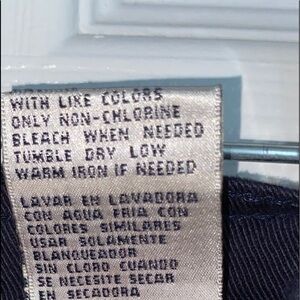 WITH LIKE COLORS
ONLY NON-CHLORINE
BLEACH WHEN NEEDED
TUMBLE DRY LOW
WARM IRON IF NEEDED
LAVAR EN LAVADORA
CON AGUA FRIA CON
COLORES SIMILARES
USAR SOLAMENTE
BLANQUEADOR
SIN CLORO CUANDO
SE NECESITE SECAR
EN SECADORA